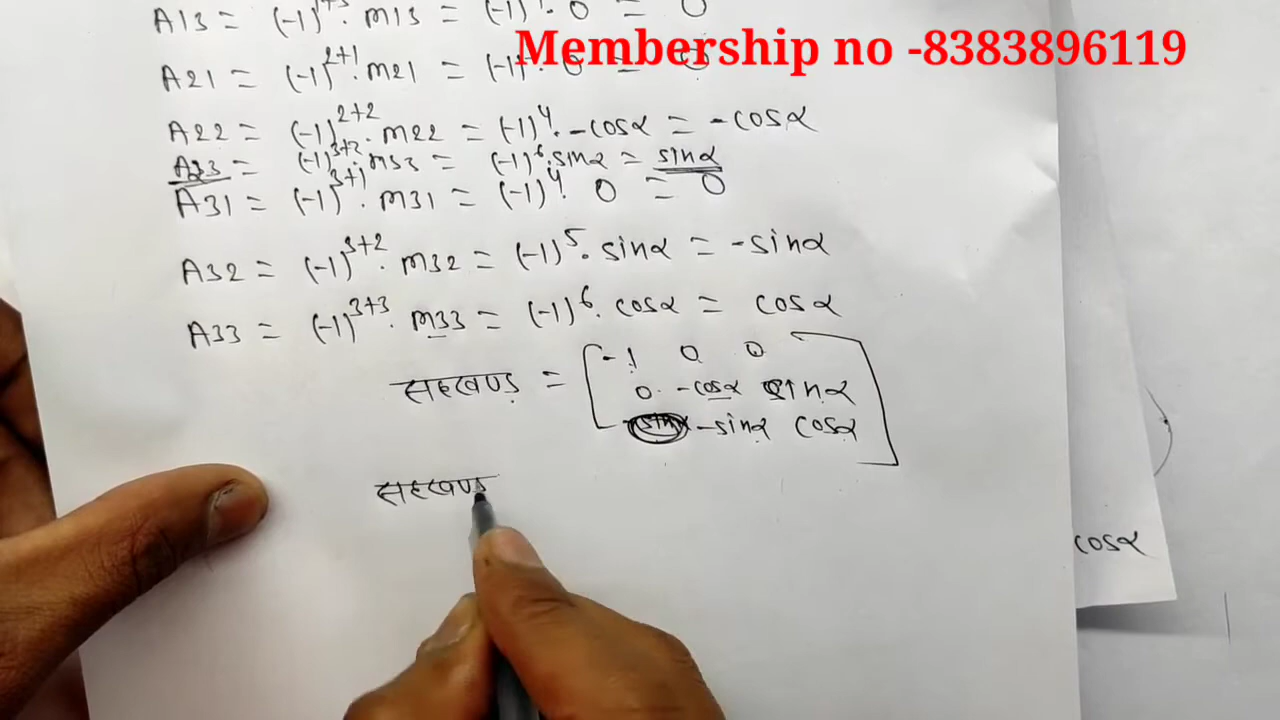 A13 = (-1)¹⁺³. m13 = (-1)⁴. 0 = 0
Membership no -8383896119
A21 = (-1)²⁺¹. m21 = (-1) . 0 = 0
A22 = (-1)²⁺². m22 = (-1)⁴. -cosα = -cosα
A23 = (-1)³⁺². m33 = (-1)⁶. sinα = sinα
A31 = (-1)³⁺¹. m31 = (-1)⁴. 0 = 0
A32 = (-1)³⁺². m32 = (-1)⁵. sinα = -sinα
A33 = (-1)³⁺³. m33 = (-1)⁶. cosα = cosα
-1 0 0
सहखण्ड = 0 -cosα sinα
-sinα cosα
सहखण्ड
cosα